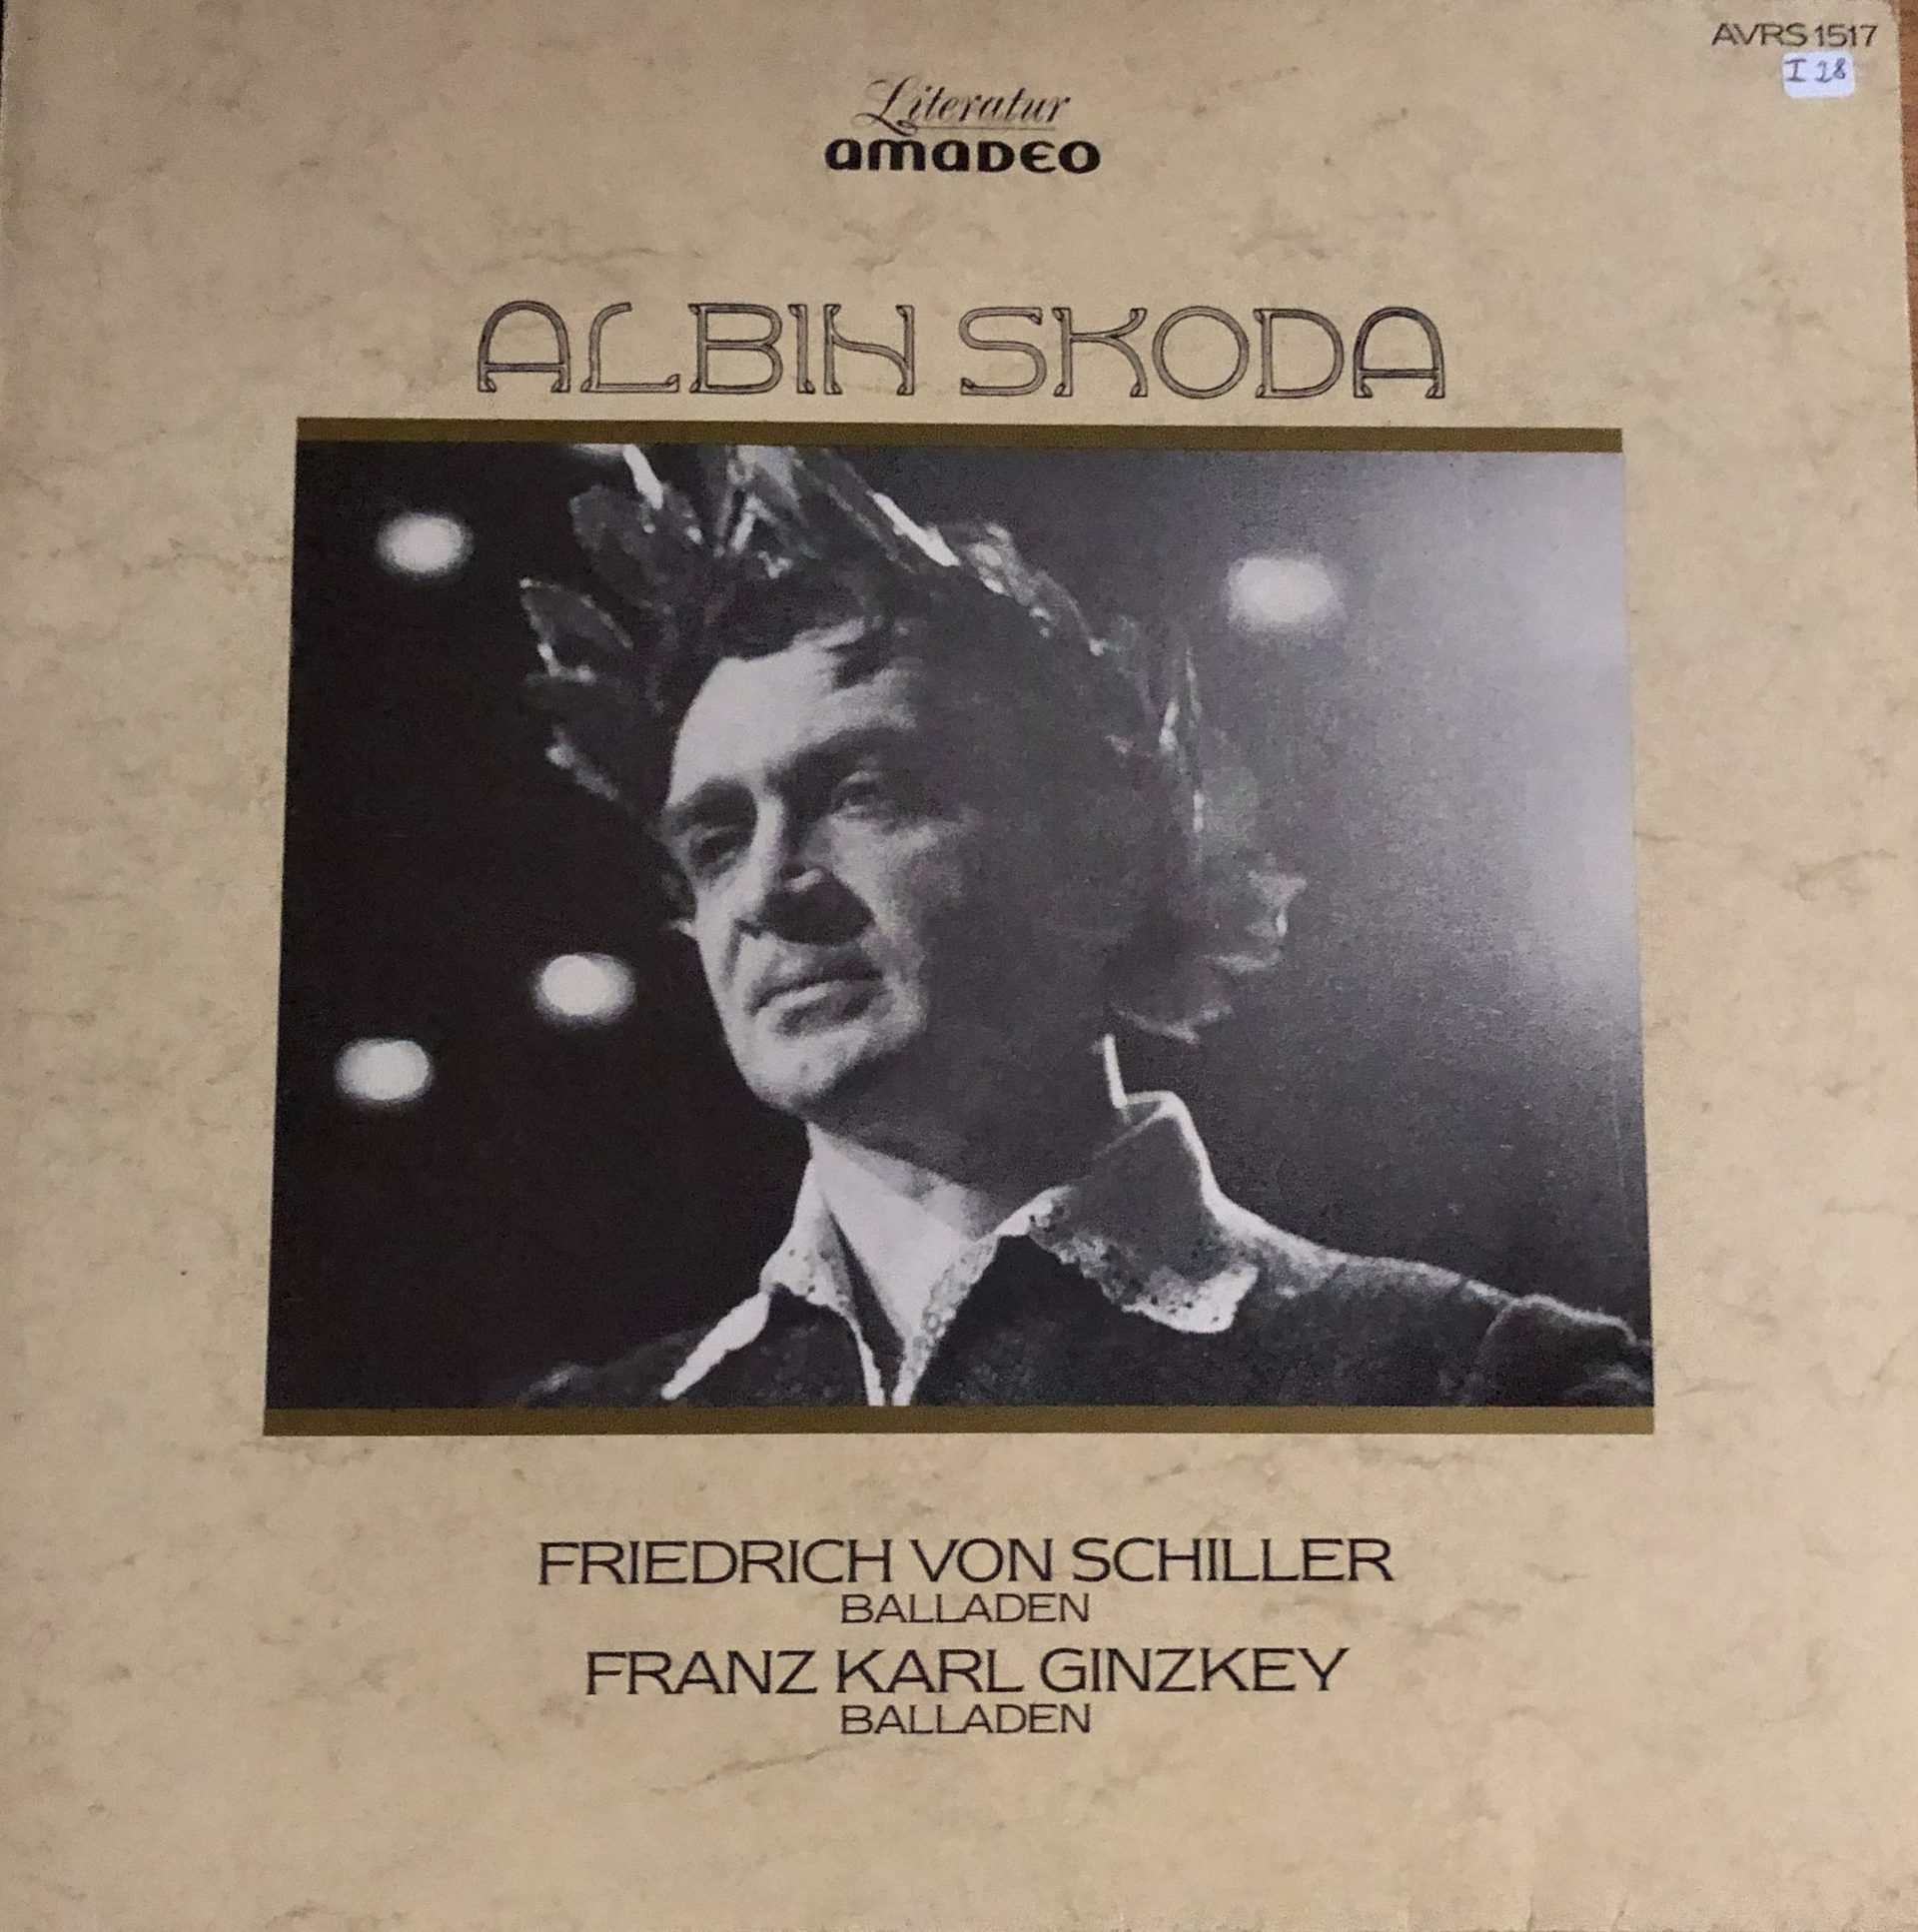 AVRS 1517
I 28
Literatur
amadeo
ALBIN SKODA
FRIEDRICH VON SCHILLER
BALLADEN
FRANZ KARL GINZKEY
BALLADEN